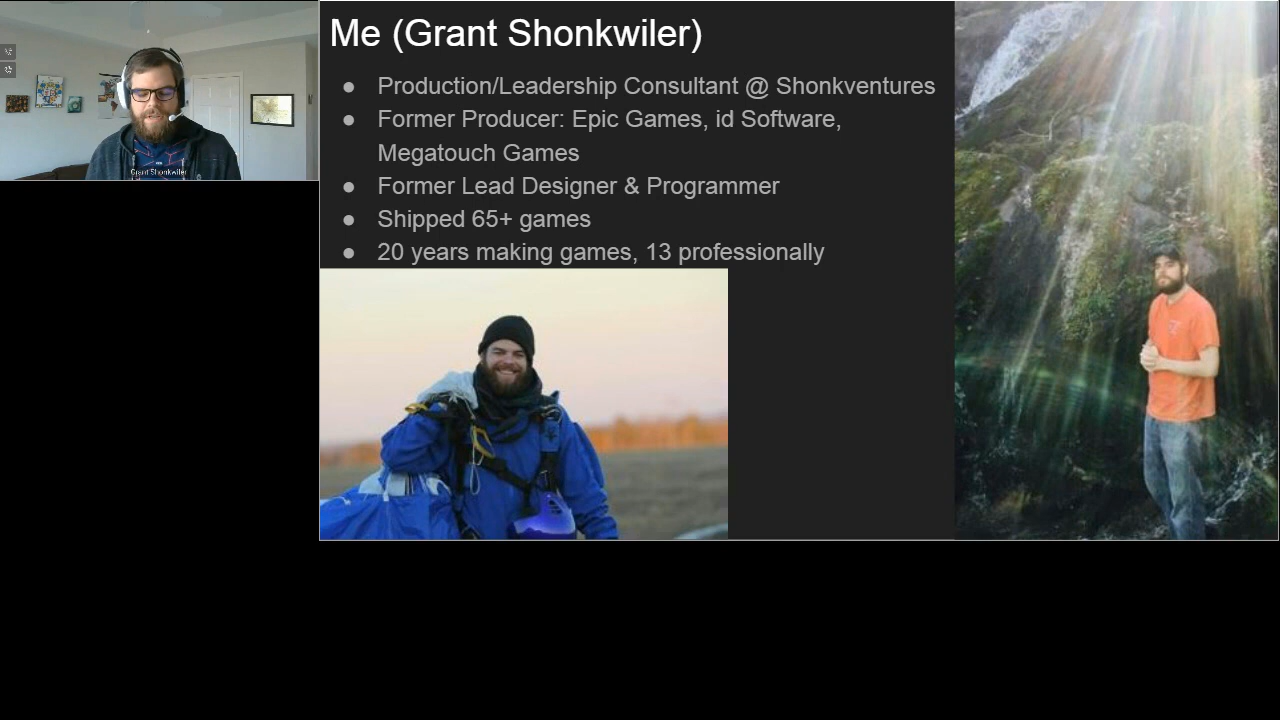 Me (Grant Shonkwiler)
● Production/Leadership Consultant @ Shonkventures
● Former Producer: Epic Games, id Software,
Megatouch Games
● Former Lead Designer & Programmer
● Shipped 65+ games
● 20 years making games, 13 professionally
Grant Shonkwiler